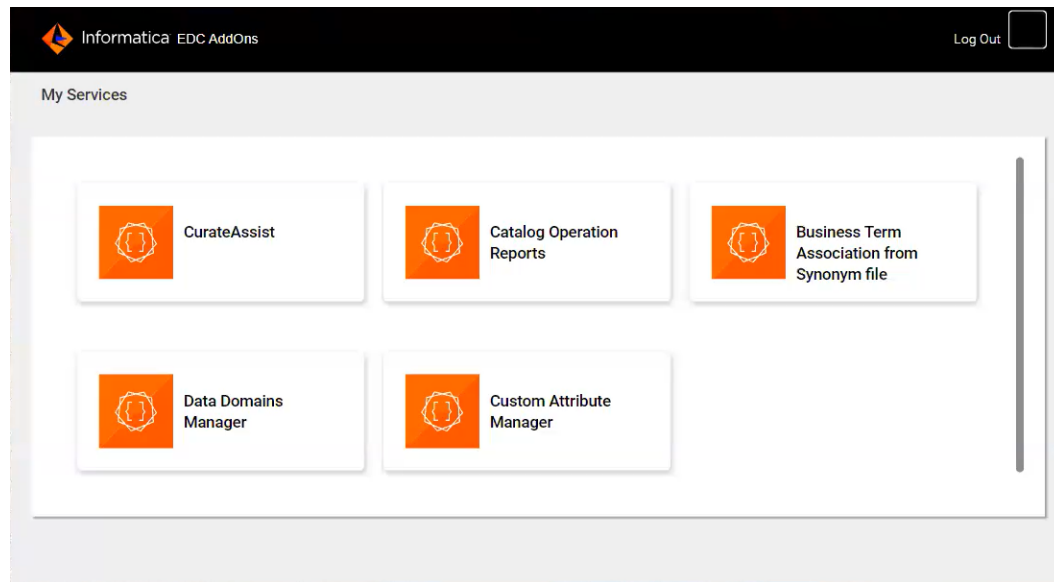 Informatica EDC AddOns
Log Out
My Services
CurateAssist
Catalog Operation
Reports
Business Term
Association from
Synonym file
Data Domains
Manager
Custom Attribute
Manager